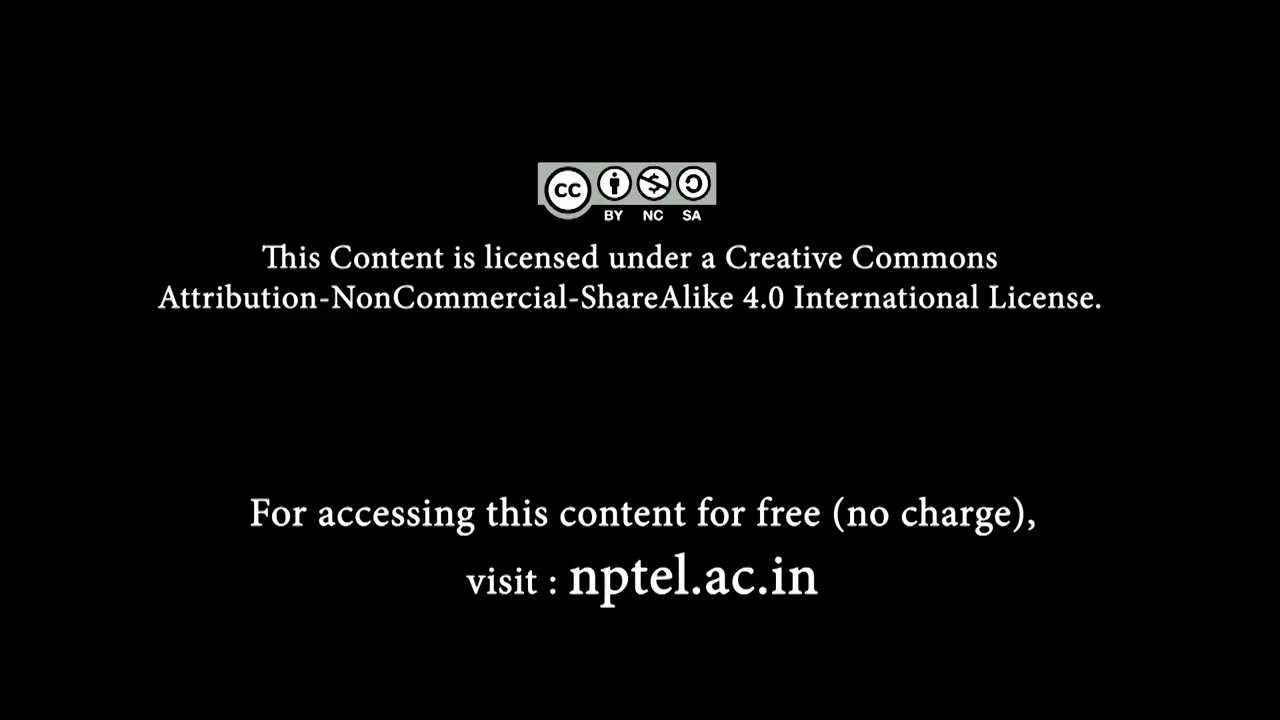 cc
BY NC SA
This Content is licensed under a Creative Commons
Attribution-NonCommercial-ShareAlike 4.0 International License.
For accessing this content for free (no charge),
visit : nptel.ac.in